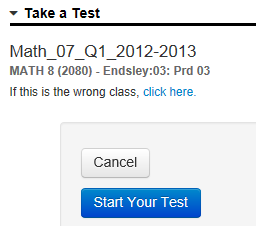 Take a Test
Math_07_Q1_2012-2013
MATH 8 (2080) - Endsley:03: Prd 03
If this is the wrong class, click here.
Cancel
Start Your Test